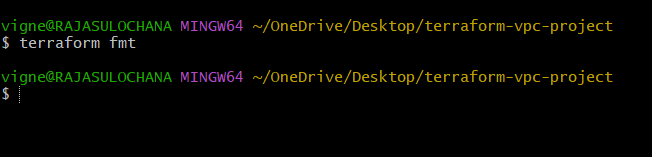 vigne@RAJASULOCHANA MINGW64 ~/OneDrive/Desktop/terraform-vpc-project
$ terraform fmt
vigne@RAJASULOCHANA MINGW64 ~/OneDrive/Desktop/terraform-vpc-project
$